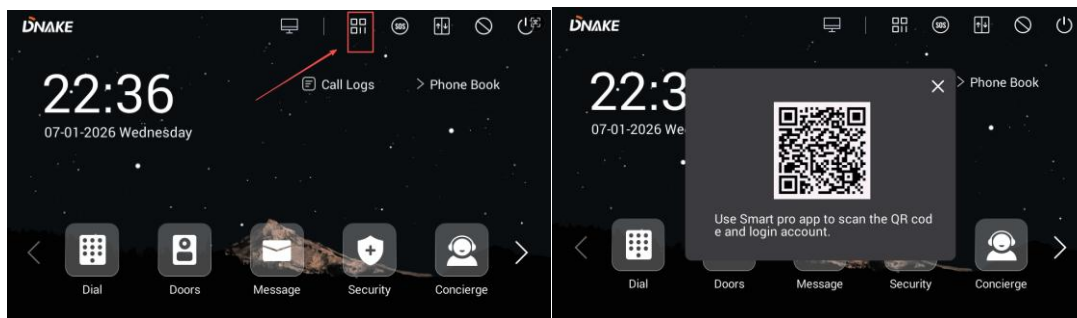 DNAKE
SOS
22:36
Call Logs
> Phone Book
07-01-2026 Wednesday
Dial
Doors
Message
Security
Concierge
DNAKE
SOS
22:3
> Phone Book
07-01-2026 We
Use Smart pro app to scan the QR cod
e and login account.
Dial
Doors
Message
Security
Concierge